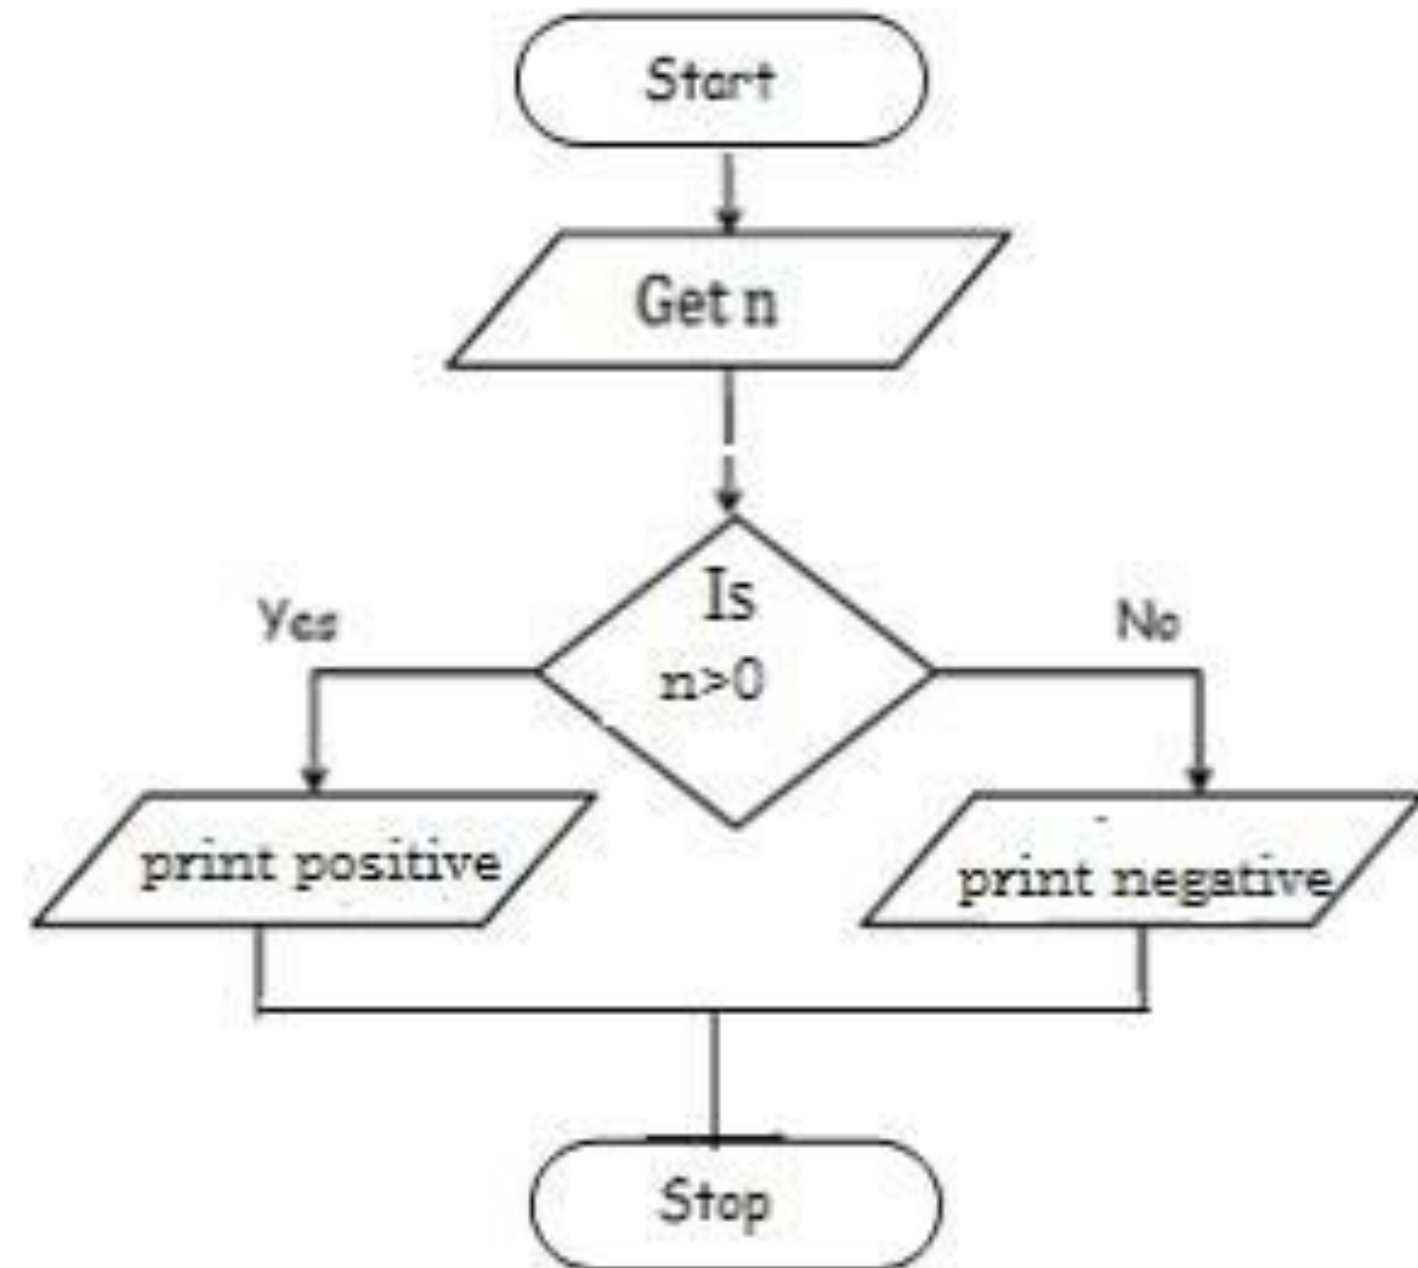 Start
Get n
Is
n>0
Yes
No
print positive
print negative
Stop